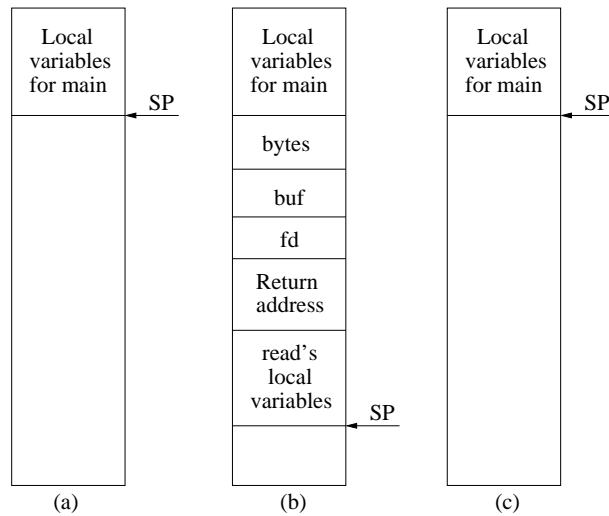 Local
variables
for main
SP
(a)
Local
variables
for main
bytes
buf
fd
Return
address
read's
local
variables
SP
(b)
Local
variables
for main
SP
(c)